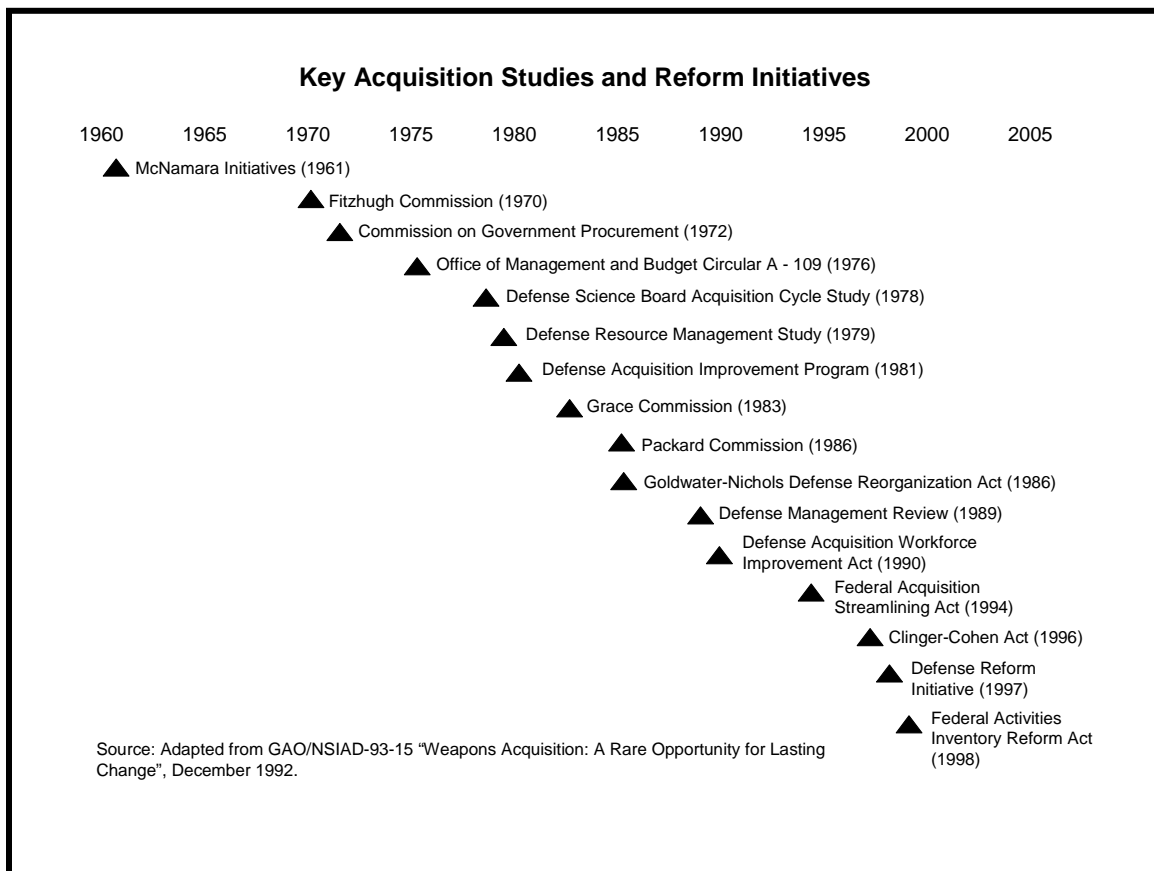 Key Acquisition Studies and Reform Initiatives
1960 1965 1970 1975 1980 1985 1990 1995 2000 2005
McNamara Initiatives (1961)
Fitzhugh Commission (1970)
Commission on Government Procurement (1972)
Office of Management and Budget Circular A - 109 (1976)
Defense Science Board Acquisition Cycle Study (1978)
Defense Resource Management Study (1979)
Defense Acquisition Improvement Program (1981)
Grace Commission (1983)
Packard Commission (1986)
Goldwater-Nichols Defense Reorganization Act (1986)
Defense Management Review (1989)
Defense Acquisition Workforce
Improvement Act (1990)
Federal Acquisition
Streamlining Act (1994)
Clinger-Cohen Act (1996)
Defense Reform
Initiative (1997)
Federal Activities
Inventory Reform Act
(1998)
Source: Adapted from GAO/NSIAD-93-15 “Weapons Acquisition: A Rare Opportunity for Lasting
Change”, December 1992.